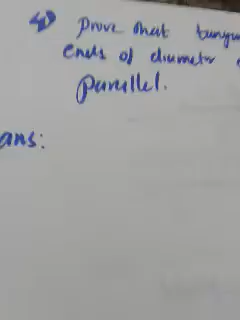 4) Prove that
ends of diameter
parallel.
ans: